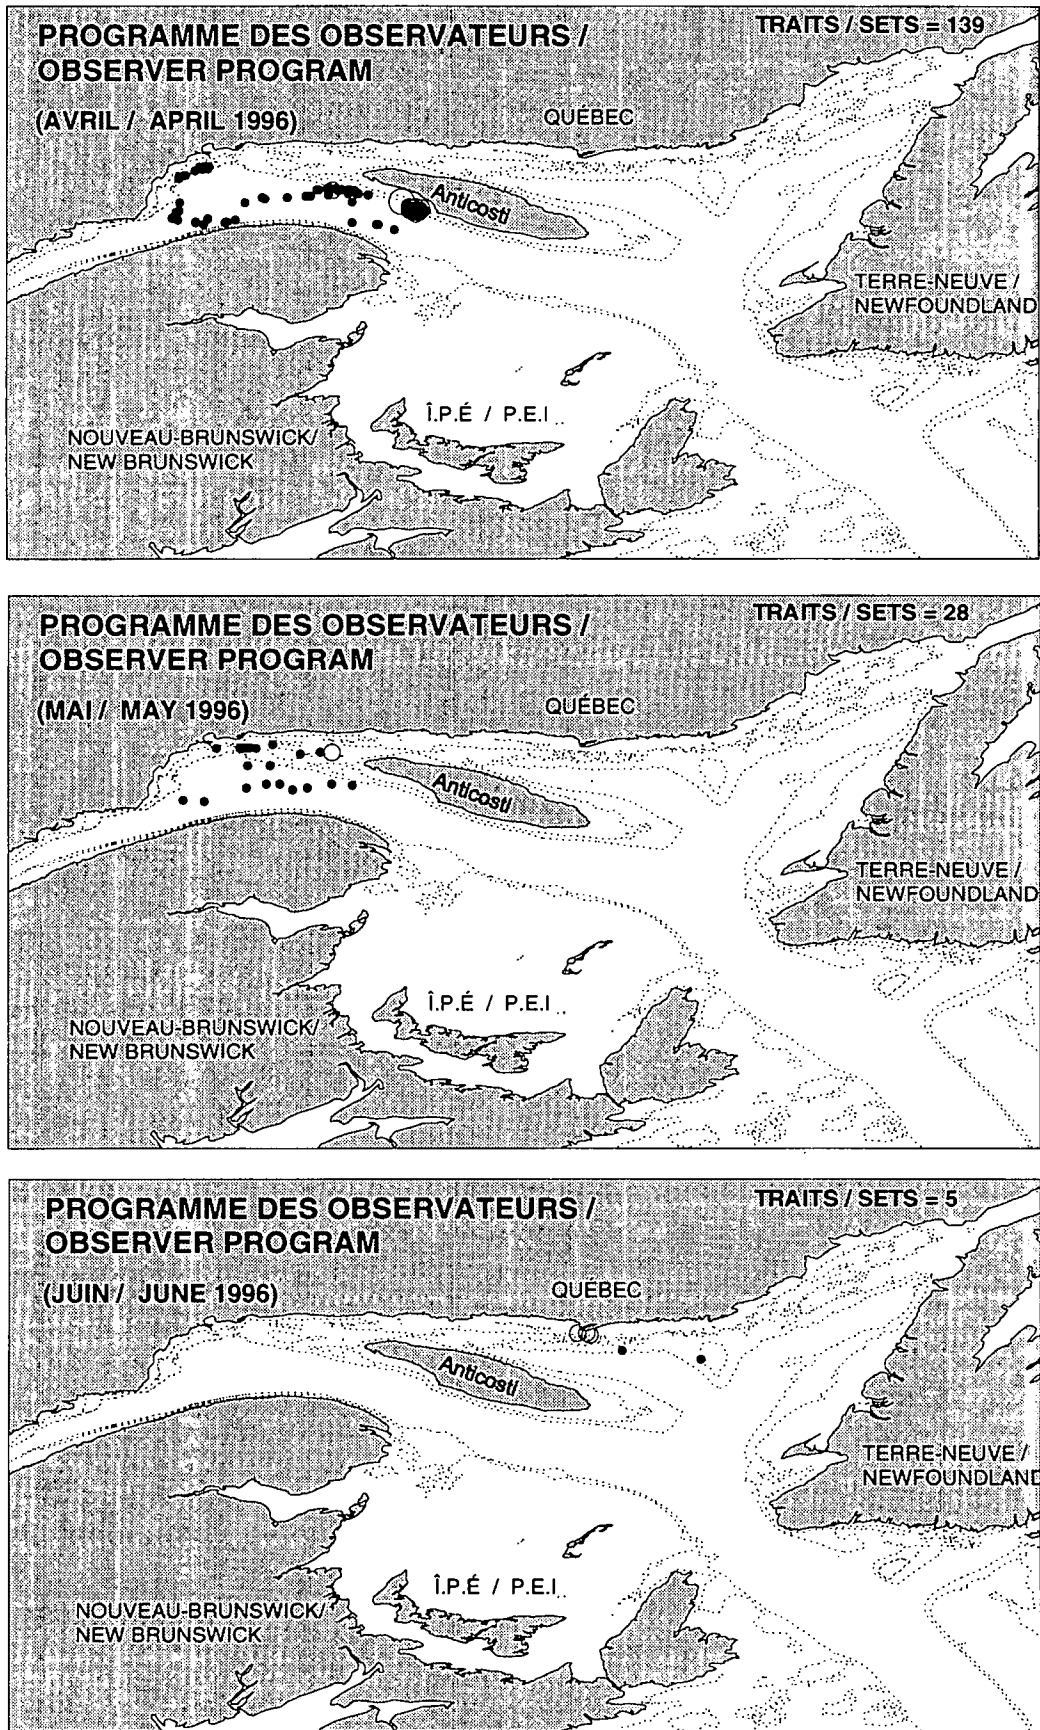 PROGRAMME DES OBSERVATEURS /
OBSERVER PROGRAM
TRAITS / SETS = 139
(AVRIL / APRIL 1996)
QUÉBEC
Anticosti
TERRE-NEUVE /
NEWFOUNDLAND
Î.P.É / P.E.I..
NOUVEAU-BRUNSWICK/
NEW BRUNSWICK
PROGRAMME DES OBSERVATEURS /
OBSERVER PROGRAM
TRAITS / SETS = 28
(MAI / MAY 1996)
QUÉBEC
Anticosti
TERRE-NEUVE /
NEWFOUNDLAND
Î.P.É / P.E.I..
NOUVEAU-BRUNSWICK/
NEW BRUNSWICK
PROGRAMME DES OBSERVATEURS /
OBSERVER PROGRAM
TRAITS / SETS = 5
(JUIN / JUNE 1996)
QUÉBEC
Anticosti
TERRE-NEUVE /
NEWFOUNDLAND
Î.P.É / P.E.I..
NOUVEAU-BRUNSWICK/
NEW BRUNSWICK